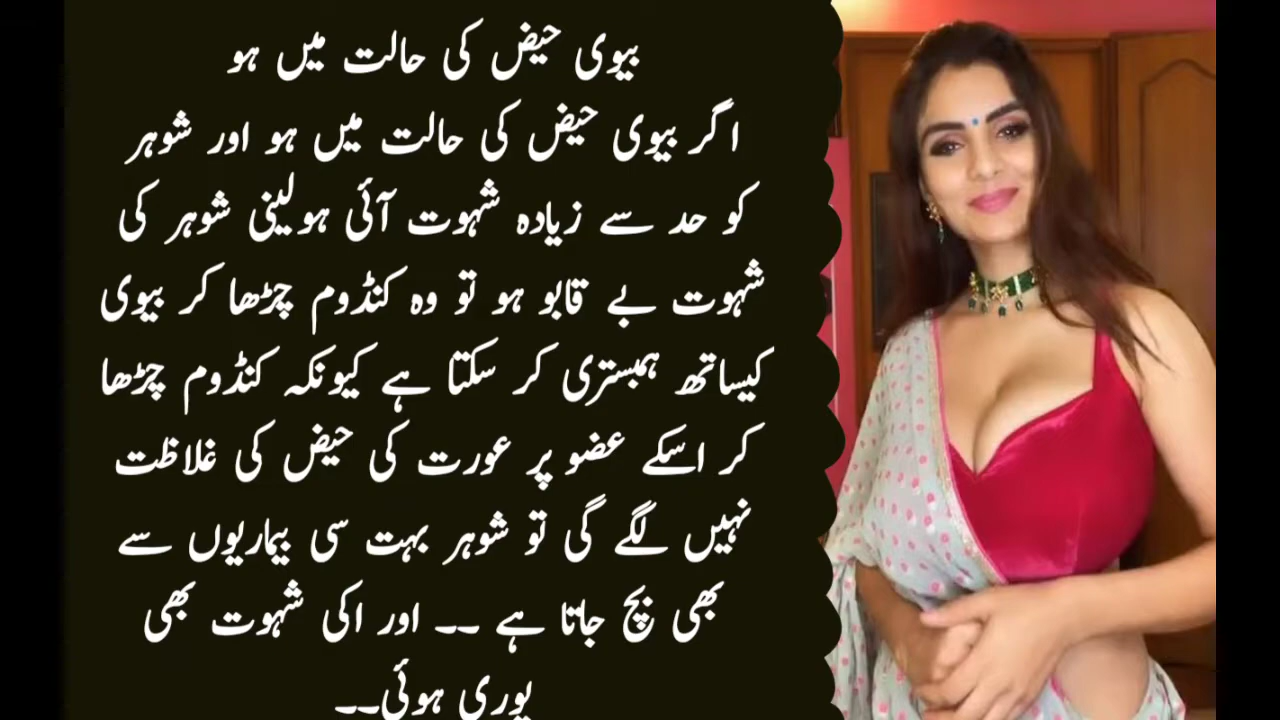 بیوی حیض کی حالت میں ہو
اگر بیوی حیض کی حالت میں ہو اور شوہر
کو حد سے زیادہ شہوت آئی ہو یعنی شوہر کی
شہوت بے قابو ہو تو وہ کنڈوم چڑھا کر بیوی
کیساتھ ہمبستری کر سکتا ہے کیونکہ کنڈوم چڑھا
کر اسکے عضو پر عورت کی حیض کی غلاظت
نہیں لگے گی تو شوہر بہت سی بیماریوں سے
بھی بچ جاتا ہے ۔۔ اور اکی شہوت بھی
پوری ہوئی۔۔